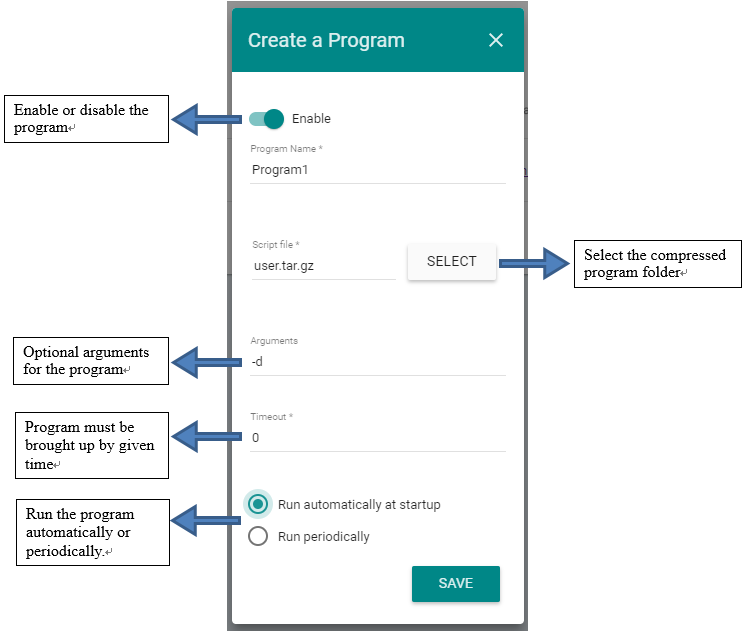 Create a Program
Enable or disable the
program
Enable
Program Name *
Program1
Script file *
user.tar.gz
SELECT
Select the compressed
program folder
Arguments
-d
Optional arguments
for the program
Timeout *
0
Program must be
brought up by given
time
Run the program
automatically or
periodically.
Run automatically at startup
Run periodically
SAVE